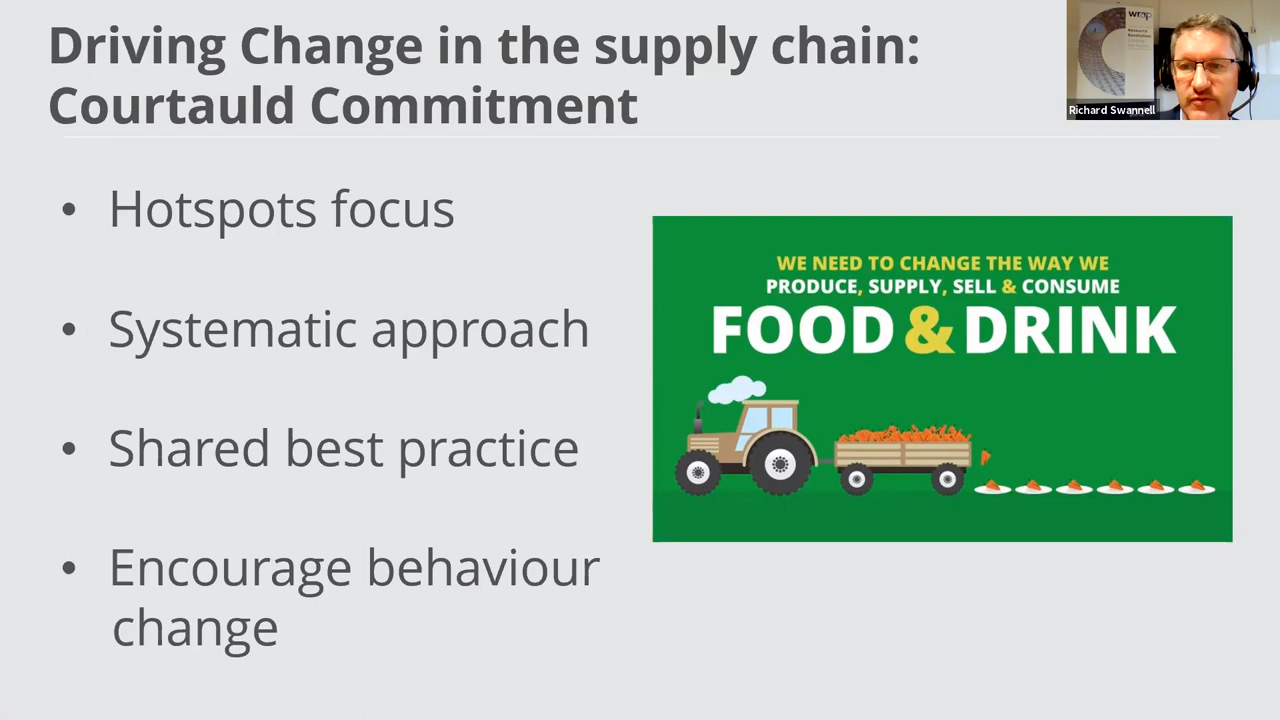 Driving Change in the supply chain:
Courtauld Commitment
wrap
Richard Swannell
• Hotspots focus
• Systematic approach
• Shared best practice
• Encourage behaviour
change
WE NEED TO CHANGE THE WAY WE
PRODUCE, SUPPLY, SELL & CONSUME
FOOD & DRINK